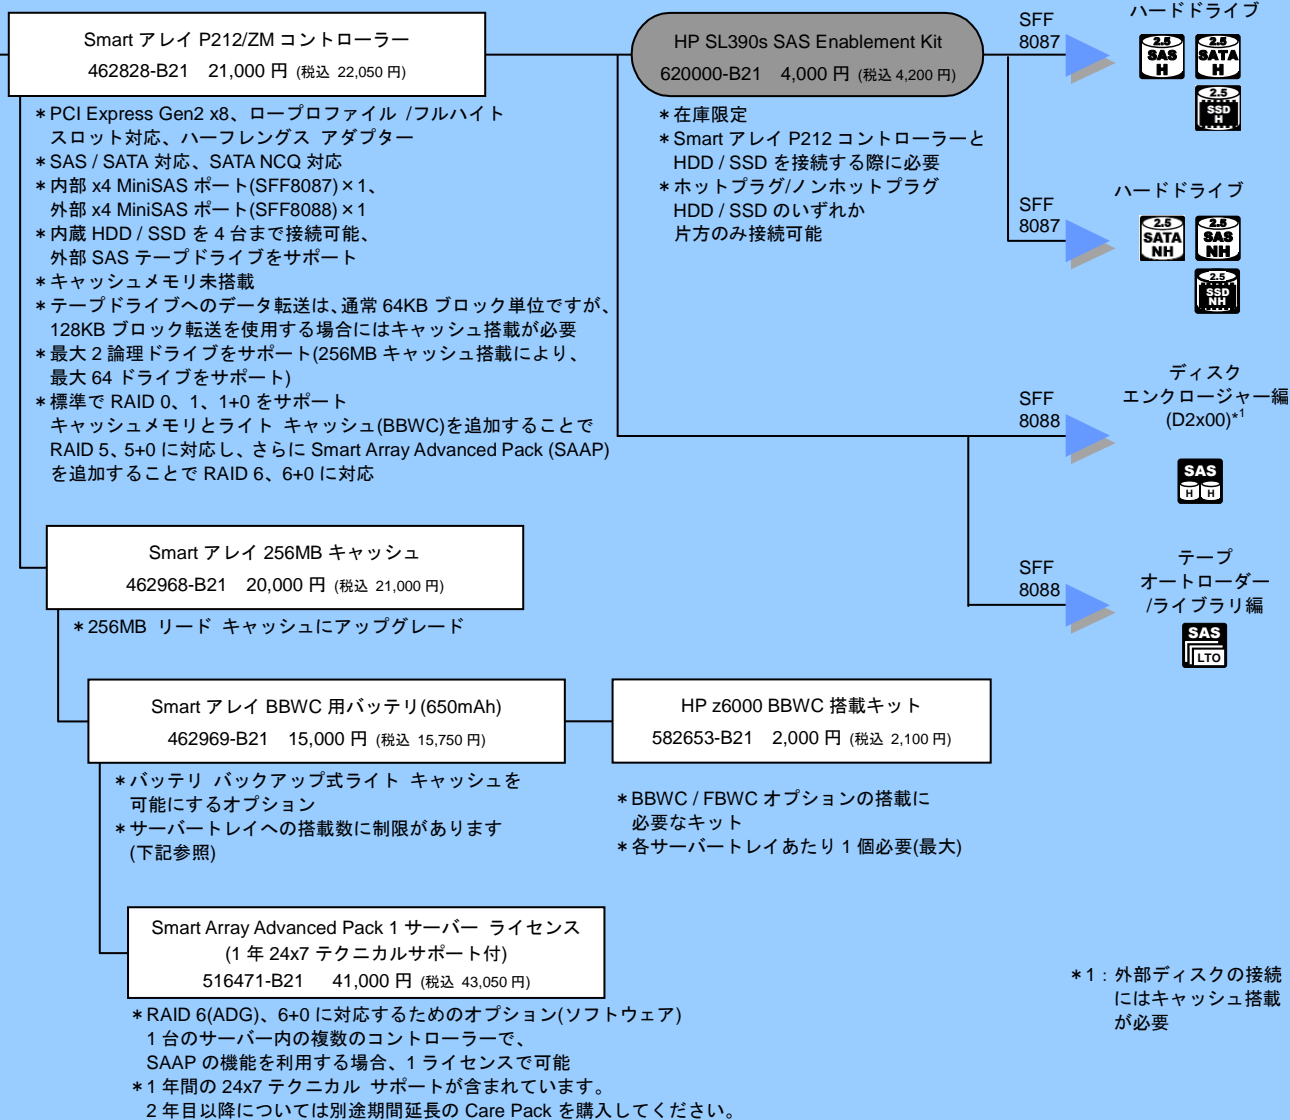 Smart アレイ P212/ZM コントローラー
462828-B21 21,000 円 (税込 22,050 円)
*PCI Express Gen2 x8、ロープロファイル /フルハイト
スロット対応、ハーフレングス アダプター
*SAS / SATA 対応、SATA NCQ 対応
*内部 x4 MiniSAS ポート(SFF8087)×1、
外部 x4 MiniSAS ポート(SFF8088)×1
*内蔵 HDD / SSD を 4 台まで接続可能、
外部 SAS テープドライブをサポート
*キャッシュメモリ未搭載
*テープドライブへのデータ転送は、通常 64KB ブロック単位ですが、
128KB ブロック転送を使用する場合にはキャッシュ搭載が必要
*最大 2 論理ドライブをサポート(256MB キャッシュ搭載により、
最大 64 ドライブをサポート)
*標準で RAID 0、1、1+0 をサポート
キャッシュメモリとライト キャッシュ(BBWC)を追加することで
RAID 5、5+0 に対応し、さらに Smart Array Advanced Pack (SAAP)
を追加することで RAID 6、6+0 に対応
HP SL390s SAS Enablement Kit
620000-B21 4,000 円 (税込 4,200 円)
*在庫限定
*Smart アレイ P212 コントローラーと
HDD / SSD を接続する際に必要
*ホットプラグ/ノンホットプラグ
HDD / SSD のいずれか
片方のみ接続可能
SFF
8087
ハードドライブ
2.5
SAS
H
2.5
SATA
H
2.5
SSD
H
SFF
8087
ハードドライブ
2.5
SATA
NH
2.5
SAS
NH
2.5
SSD
NH
SFF
8088
ディスク
エンクロージャー編
(D2x00)*1
SAS
H H
SFF
8088
テープ
オートローダー
/ライブラリ編
SAS
LTO
Smart アレイ 256MB キャッシュ
462968-B21 20,000 円 (税込 21,000 円)
*256MB リード キャッシュにアップグレード
Smart アレイ BBWC 用バッテリ(650mAh)
462969-B21 15,000 円 (税込 15,750 円)
*バッテリ バックアップ式ライト キャッシュを
可能にするオプション
*サーバートレイへの搭載数に制限があります
(下記参照)
HP z6000 BBWC 搭載キット
582653-B21 2,000 円 (税込 2,100 円)
*BBWC / FBWC オプションの搭載に
必要なキット
*各サーバートレイあたり 1 個必要(最大)
Smart Array Advanced Pack 1 サーバー ライセンス
(1 年 24x7 テクニカルサポート付)
516471-B21 41,000 円 (税込 43,050 円)
*RAID 6(ADG)、6+0 に対応するためのオプション(ソフトウェア)
1 台のサーバー内の複数のコントローラーで、
SAAP の機能を利用する場合、1 ライセンスで可能
*1 年間の 24x7 テクニカル サポートが含まれています。
2 年目以降については別途期間延長の Care Pack を購入してください。
*1：外部ディスクの接続
にはキャッシュ搭載
が必要